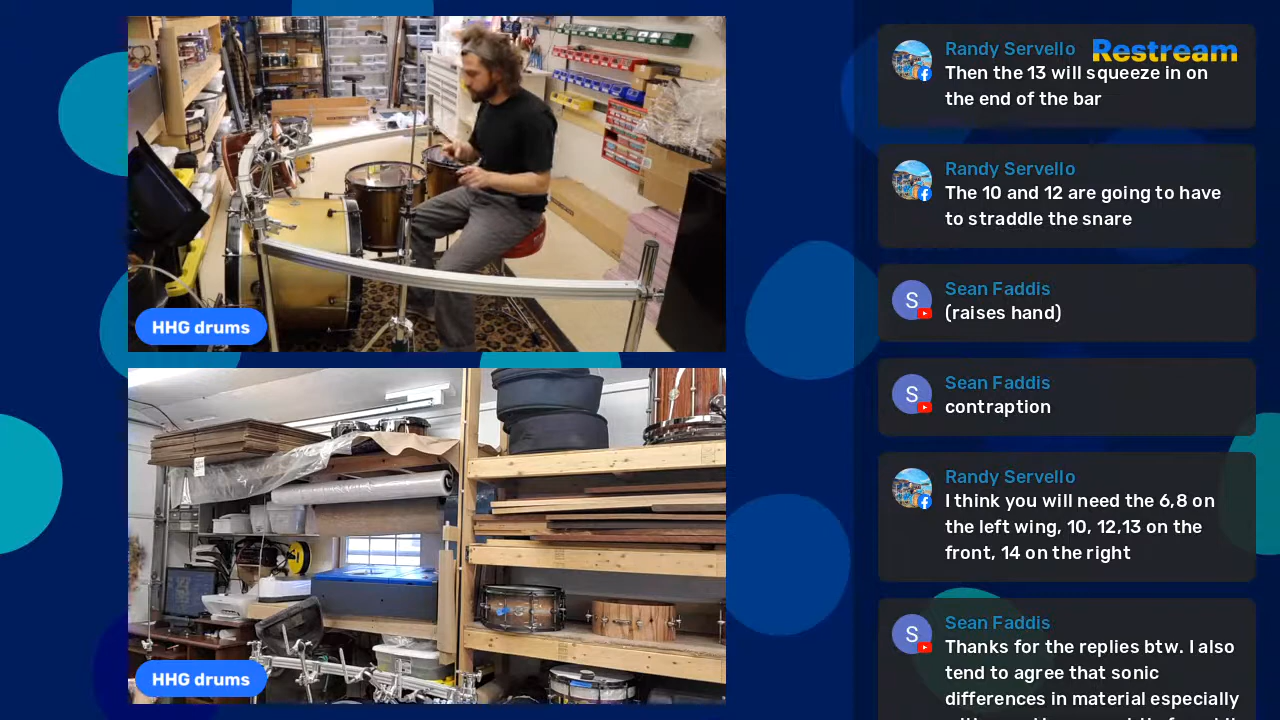 Randy Servello
Restream
Then the 13 will squeeze in on
the end of the bar
Randy Servello
The 10 and 12 are going to have
to straddle the snare
S
Sean Faddis
(raises hand)
S
Sean Faddis
contraption
Randy Servello
I think you will need the 6,8 on
the left wing, 10, 12,13 on the
front, 14 on the right
S
Sean Faddis
Thanks for the replies btw. I also
tend to agree that sonic
differences in material especially
HHG drums
HHG drums